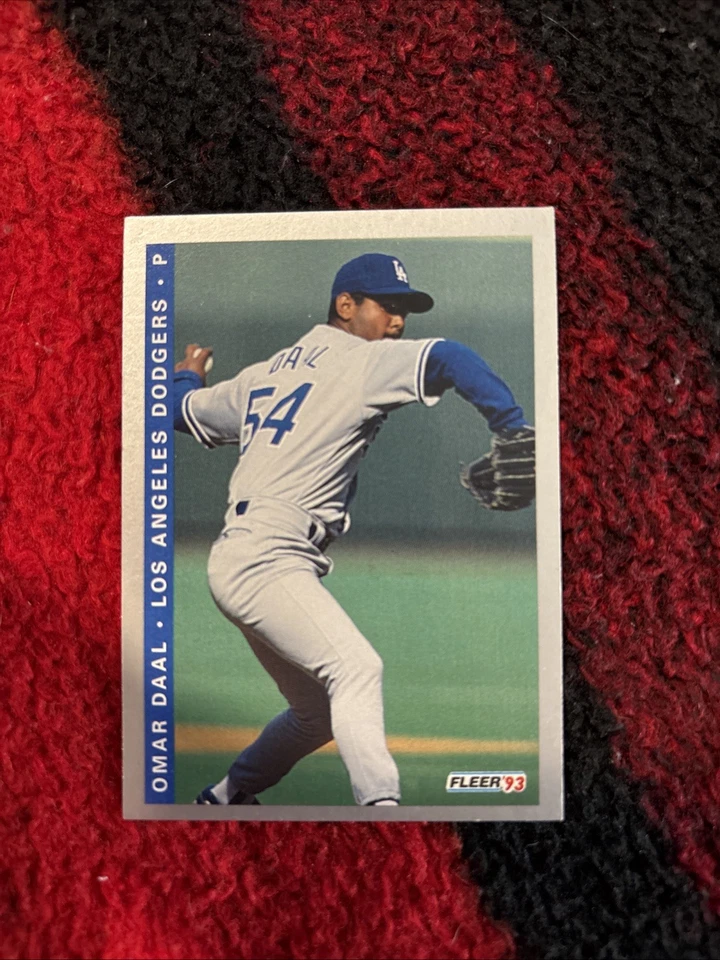 OMAR DAAL • LOS ANGELES DODGERS • P
LA
DAAL
54
FLEER '93